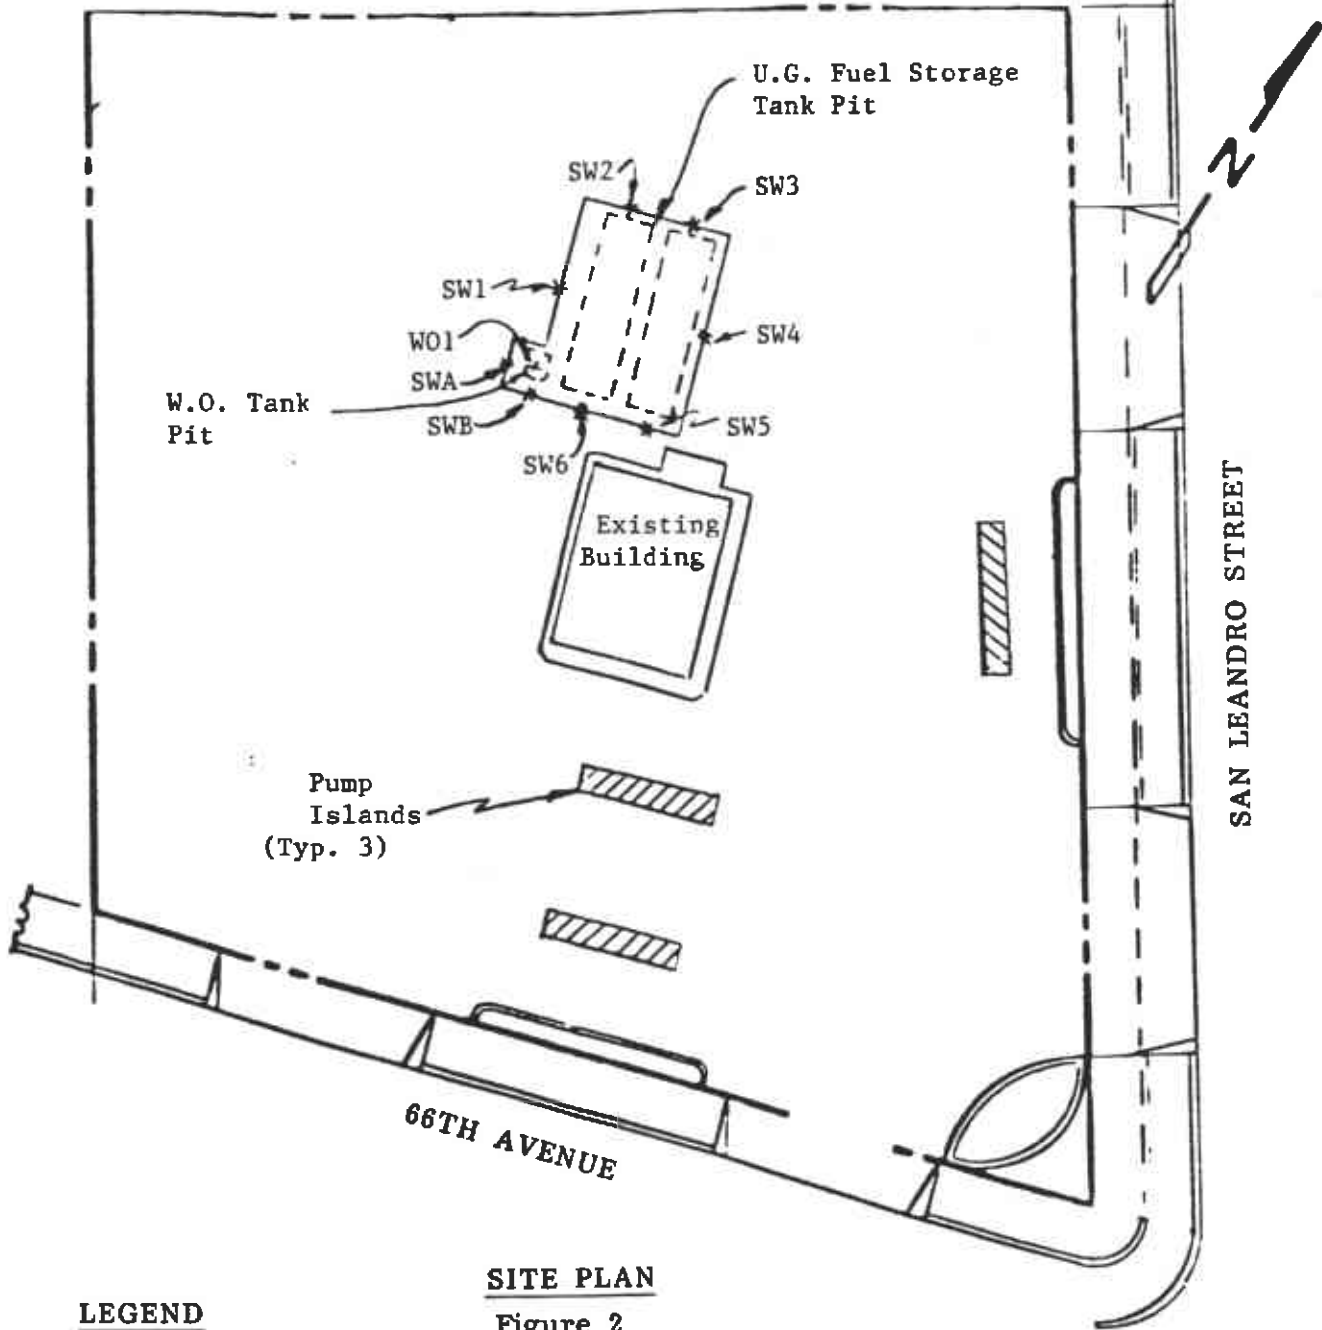 U.G. Fuel Storage
Tank Pit
SW2
SW3
N
SW1
SW4
WO1
SWA
W.O. Tank
Pit
SWB
SW5
SW6
Existing
Building
SAN LEANDRO STREET
Pump
Islands
(Typ. 3)
66TH AVENUE
SITE PLAN
Figure 2
LEGEND